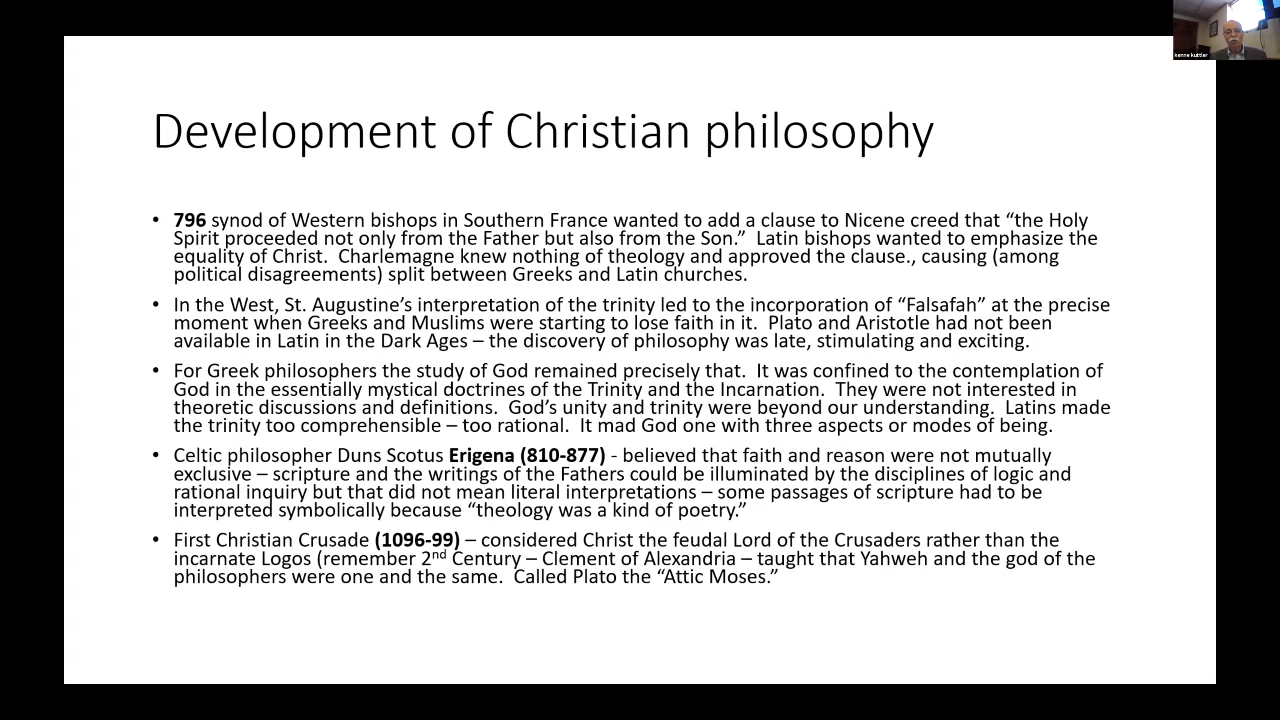 kenne kuttler
Development of Christian philosophy
• 796 synod of Western bishops in Southern France wanted to add a clause to Nicene creed that “the Holy
Spirit proceeded not only from the Father but also from the Son.”  Latin bishops wanted to emphasize the
equality of Christ.  Charlemagne knew nothing of theology and approved the clause., causing (among
political disagreements) split between Greeks and Latin churches.
• In the West, St. Augustine’s interpretation of the trinity led to the incorporation of “Falsafah” at the precise
moment when Greeks and Muslims were starting to lose faith in it.  Plato and Aristotle had not been
available in Latin in the Dark Ages – the discovery of philosophy was late, stimulating and exciting.
• For Greek philosophers the study of God remained precisely that.  It was confined to the contemplation of
God in the essentially mystical doctrines of the Trinity and the Incarnation.  They were not interested in
theoretic discussions and definitions.  God’s unity and trinity were beyond our understanding.  Latins made
the trinity too comprehensible – too rational.  It mad God one with three aspects or modes of being.
• Celtic philosopher Duns Scotus Erigena (810-877) - believed that faith and reason were not mutually
exclusive – scripture and the writings of the Fathers could be illuminated by the disciplines of logic and
rational inquiry but that did not mean literal interpretations – some passages of scripture had to be
interpreted symbolically because “theology was a kind of poetry.”
• First Christian Crusade (1096-99) – considered Christ the feudal Lord of the Crusaders rather than the
incarnate Logos (remember 2nd Century – Clement of Alexandria – taught that Yahweh and the god of the
philosophers were one and the same.  Called Plato the “Attic Moses.”